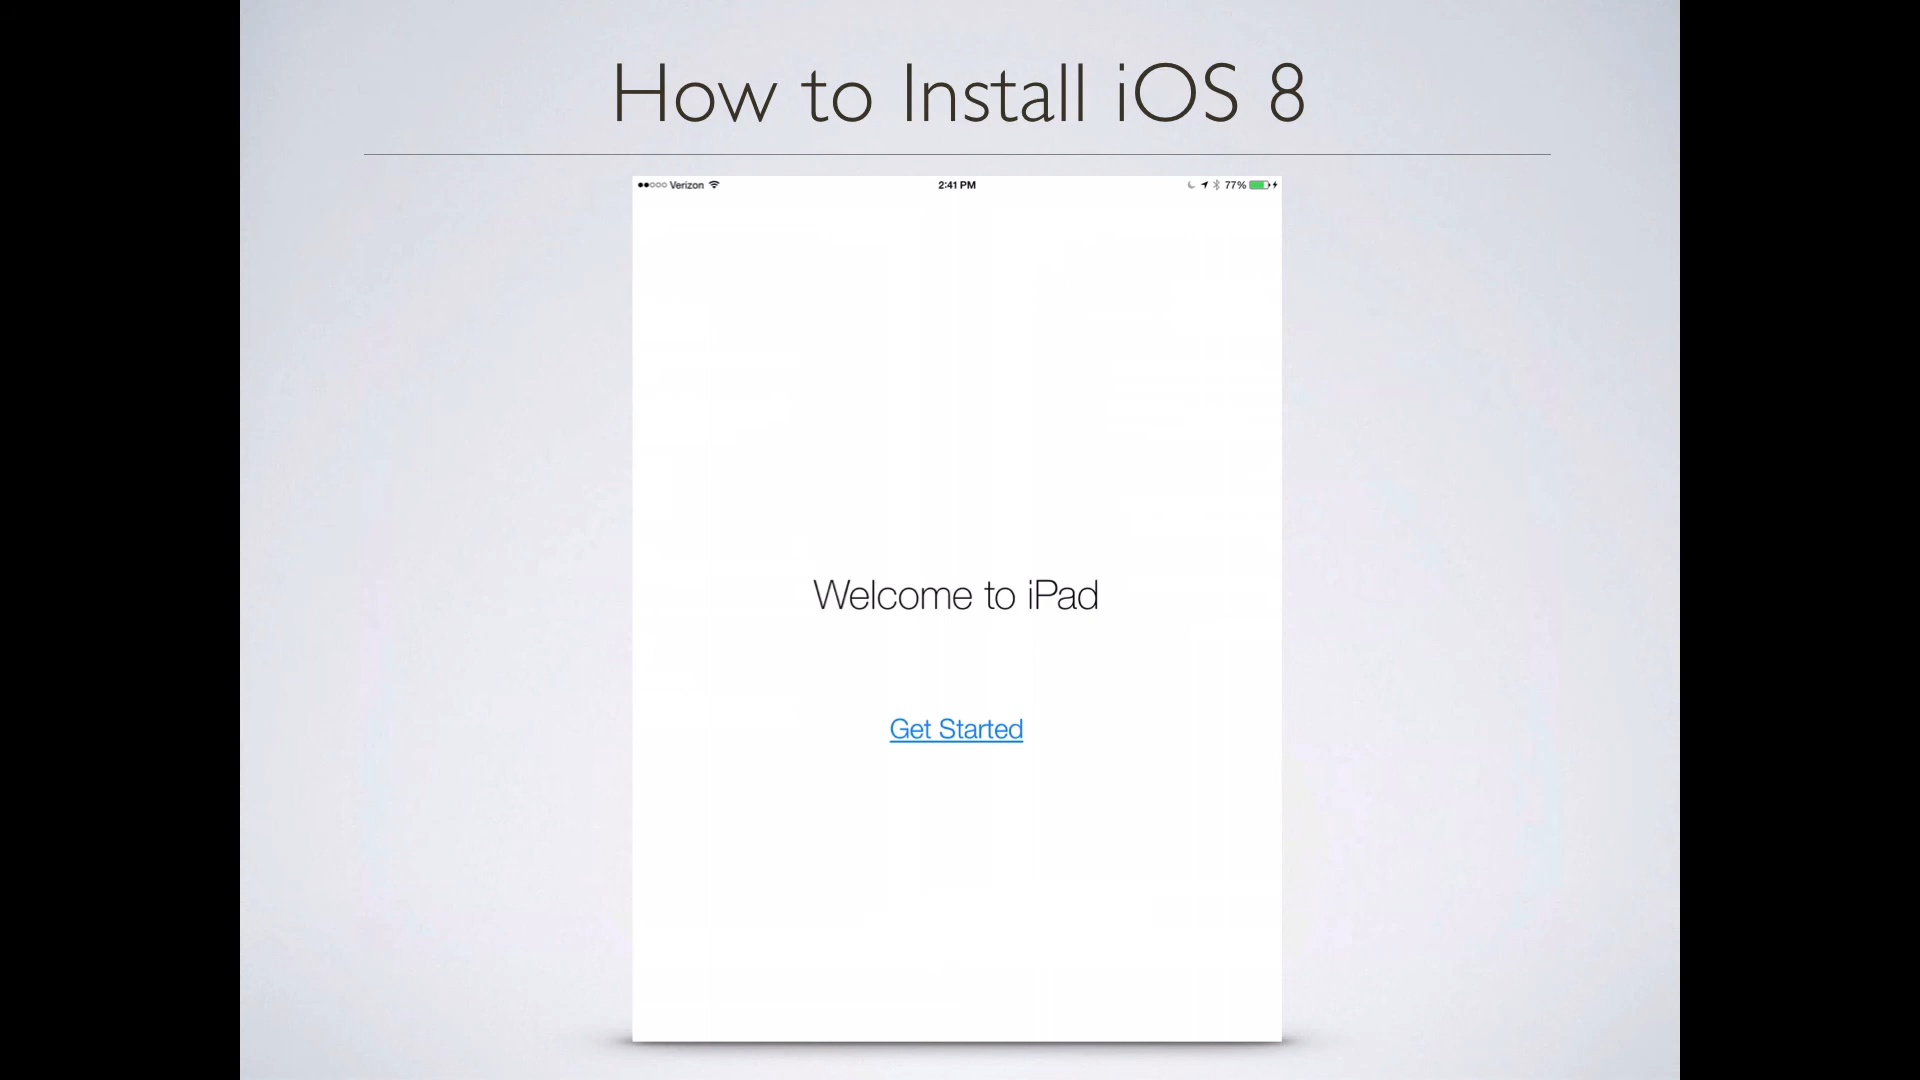 How to Install iOS 8
Verizon 2:41 PM 77%
Welcome to iPad
Get Started